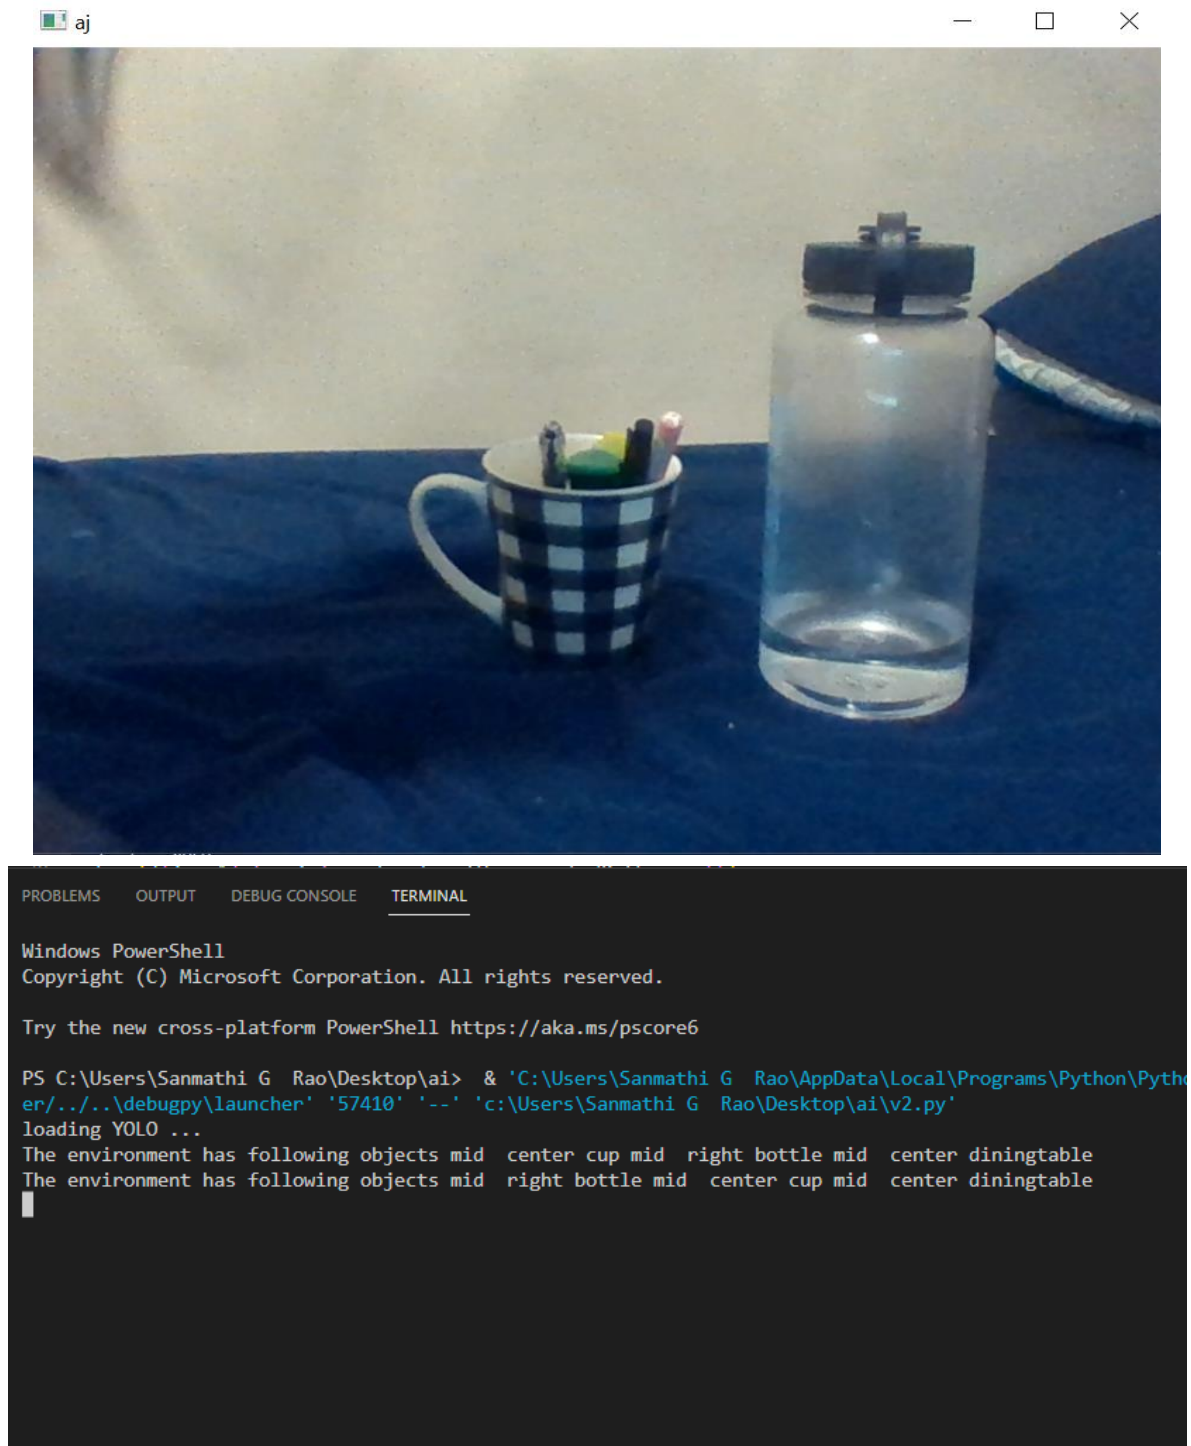 aj
PROBLEMS OUTPUT DEBUG CONSOLE TERMINAL
Windows PowerShell
Copyright (C) Microsoft Corporation. All rights reserved.
Try the new cross-platform PowerShell https://aka.ms/pscore6
PS C:\Users\Sanmathi G  Rao\Desktop\ai>  & 'C:\Users\Sanmathi G  Rao\AppData\Local\Programs\Python\Pytho
er/../..\debugpy\launcher' '57410' '--' 'c:\Users\Sanmathi G  Rao\Desktop\ai\v2.py'
loading YOLO ...
The environment has following objects mid  center cup mid  right bottle mid  center diningtable
The environment has following objects mid  right bottle mid  center cup mid  center diningtable